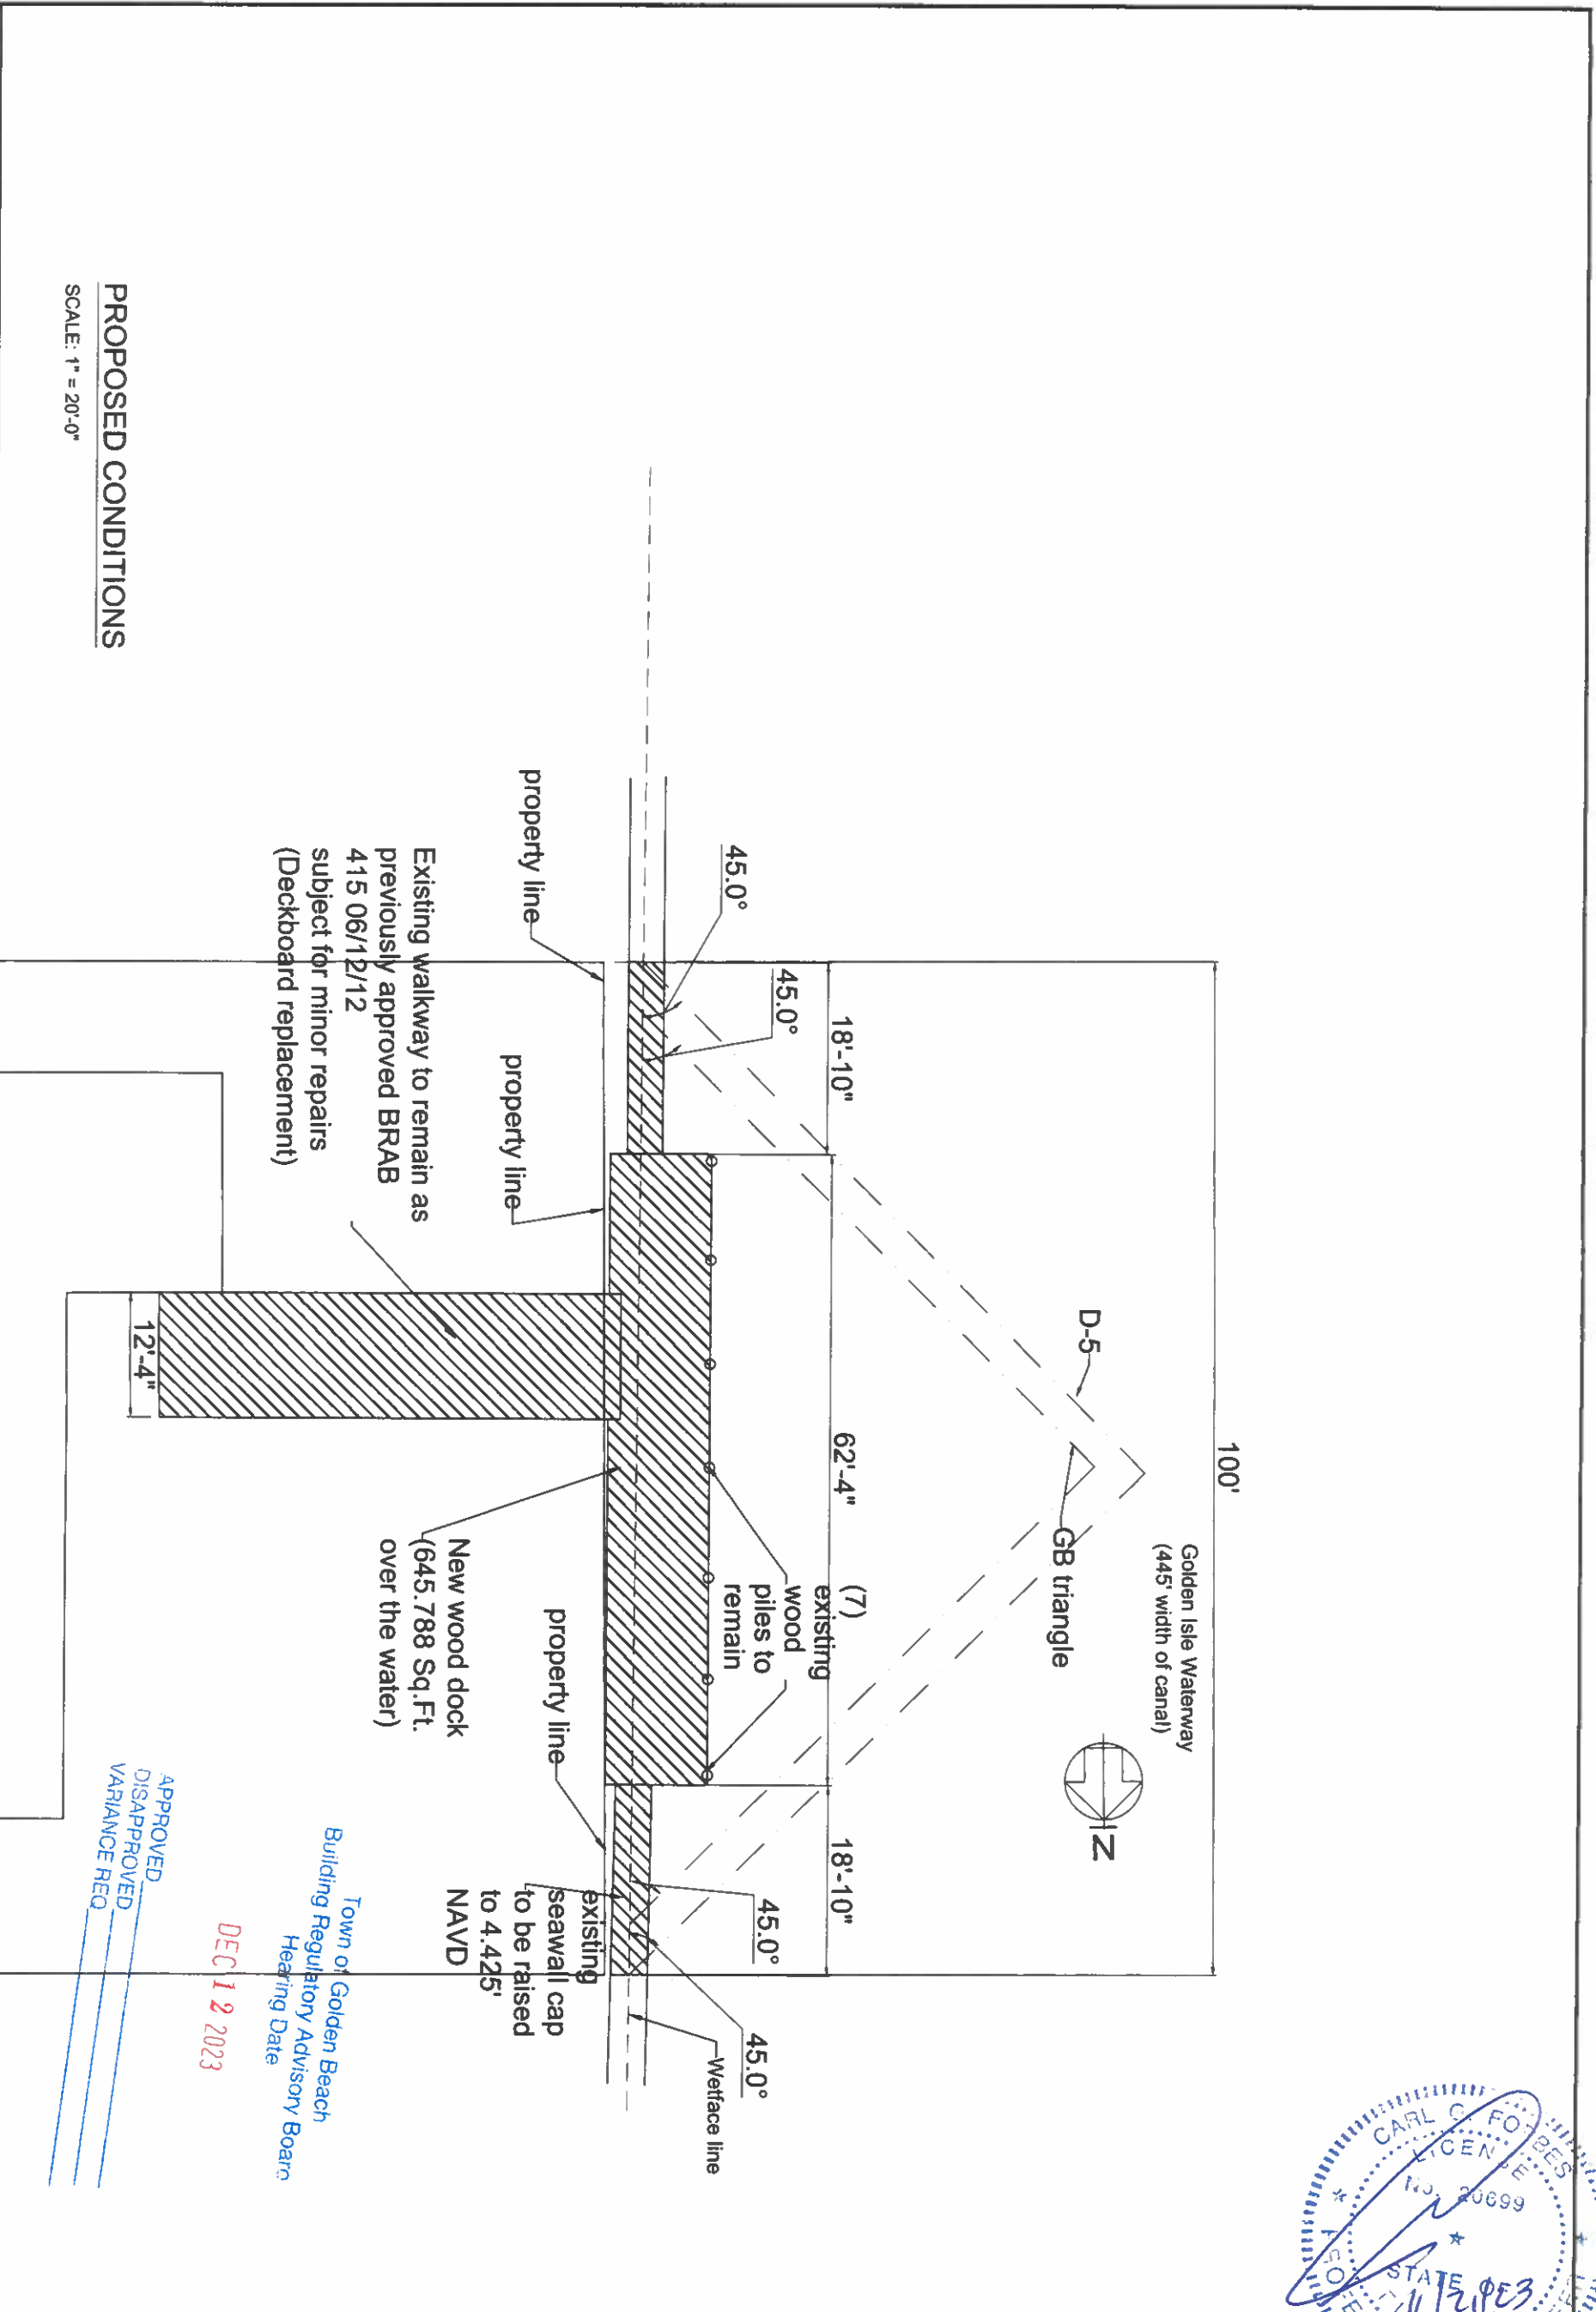 100'
Golden Isle Waterway
(445' width of canal)
N
D-5
GB triangle
18'-10"
62'-4"
18'-10"
45.0°
45.0°
45.0°
45.0°
(7)
existing
wood
piles to
remain
Wetface line
property line
property line
property line
existing
seawall cap
to be raised
to 4.425'
NAVD
New wood dock
(645.788 Sq.Ft.
over the water)
Existing walkway to remain as
previously approved BRAB
415 06/12/12
subject for minor repairs
(Deckboard replacement)
12'-4"
PROPOSED CONDITIONS
SCALE: 1" = 20'-0"
Town of Golden Beach
Building Regulatory Advisory Board
Hearing Date
DEC 12 2023
APPROVED
DISAPPROVED
VARIANCE REQ
CARL G. FORBES
LICENSE
No. 20699
STATE